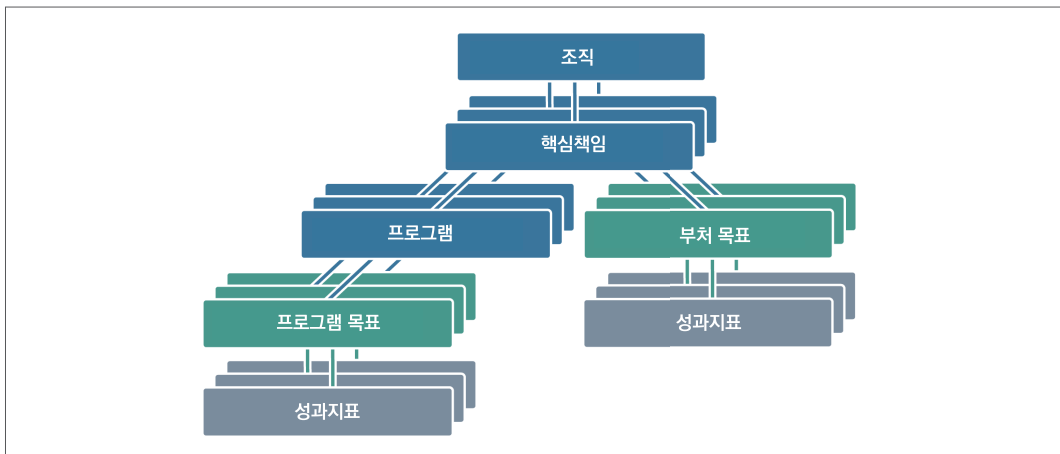 조직
핵심책임
프로그램
부처 목표
프로그램 목표
성과지표
성과지표